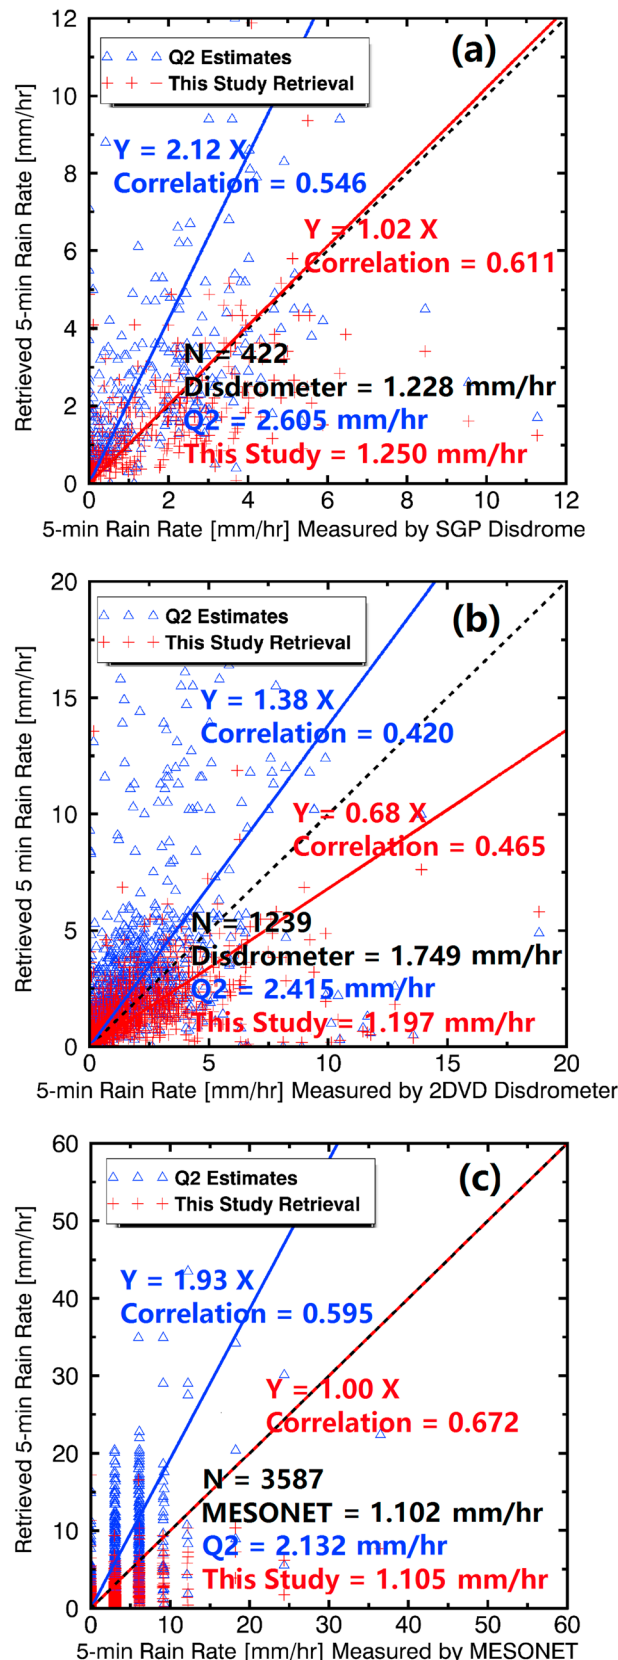 (a)
Q2 Estimates
This Study Retrieval
Y = 2.12 X
Correlation = 0.546
Y = 1.02 X
Correlation = 0.611
N = 422
Disdrometer = 1.228 mm/hr
Q2 = 2.605 mm/hr
This Study = 1.250 mm/hr
Retrieved 5-min Rain Rate [mm/hr]
12
10
8
6
4
2
0
0 2 4 6 8 10 12
5-min Rain Rate [mm/hr] Measured by SGP Disdrome
(b)
Q2 Estimates
This Study Retrieval
Y = 1.38 X
Correlation = 0.420
Y = 0.68 X
Correlation = 0.465
N = 1239
Disdrometer = 1.749 mm/hr
Q2 = 2.415 mm/hr
This Study = 1.197 mm/hr
Retrieved 5 min Rain Rate [mm/hr]
20
15
10
5
0
0 5 10 15 20
5-min Rain Rate [mm/hr] Measured by 2DVD Disdrometer
(c)
Q2 Estimates
This Study Retrieval
Y = 1.93 X
Correlation = 0.595
Y = 1.00 X
Correlation = 0.672
N = 3587
MESONET = 1.102 mm/hr
Q2 = 2.132 mm/hr
This Study = 1.105 mm/hr
Retrieved 5-min Rain Rate [mm/hr]
60
50
40
30
20
10
0
0 10 20 30 40 50 60
5-min Rain Rate [mm/hr] Measured by MESONET